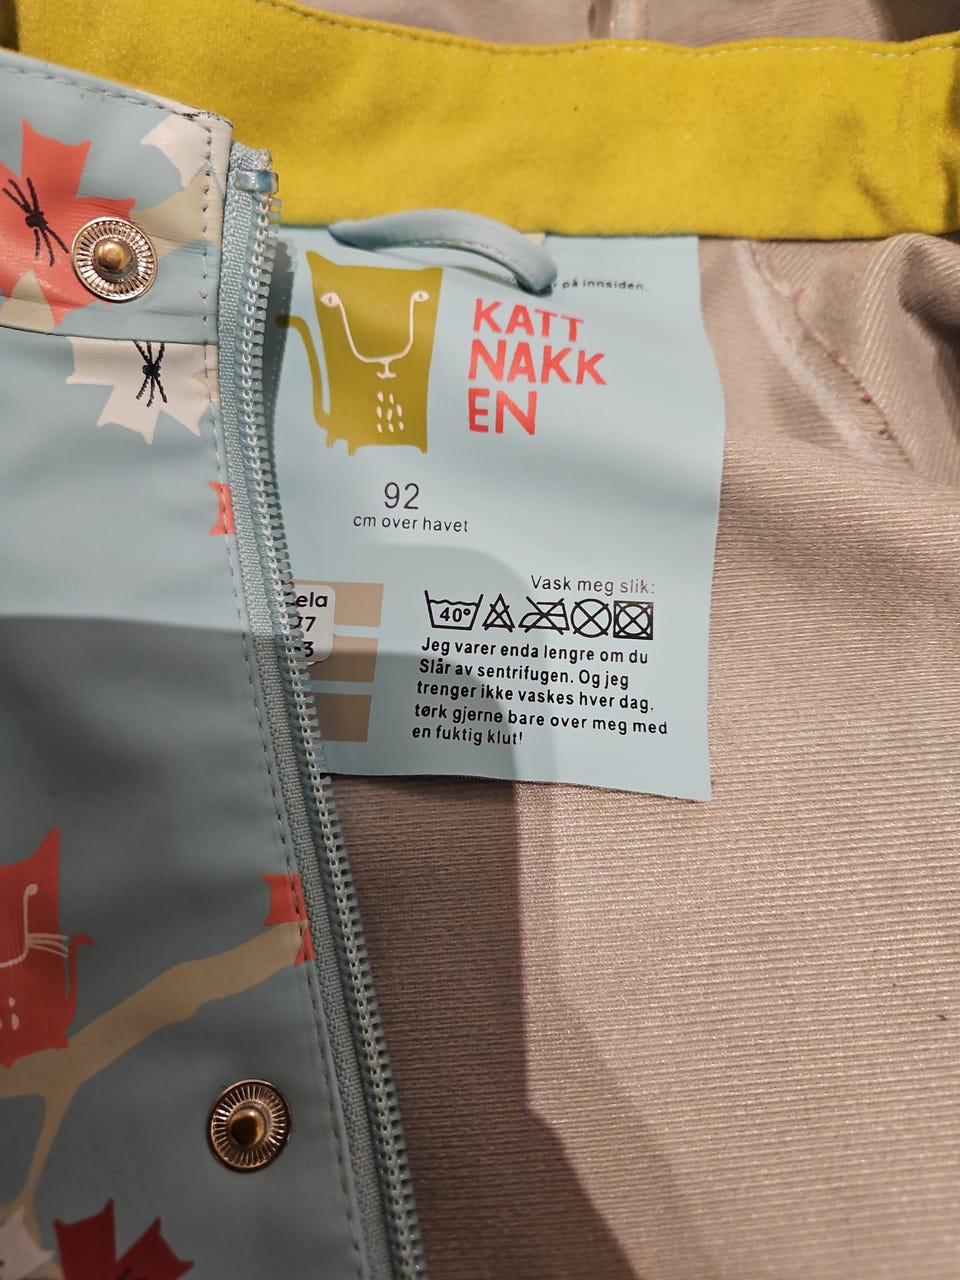 på innsiden.
KATT
NAKK
EN
92
cm over havet
Vask meg slik:
40°
Jeg varer enda lengre om du
Slår av sentrifugen. Og jeg
trenger ikke vaskes hver dag,
tørk gjerne bare over meg med
en fuktig klut!